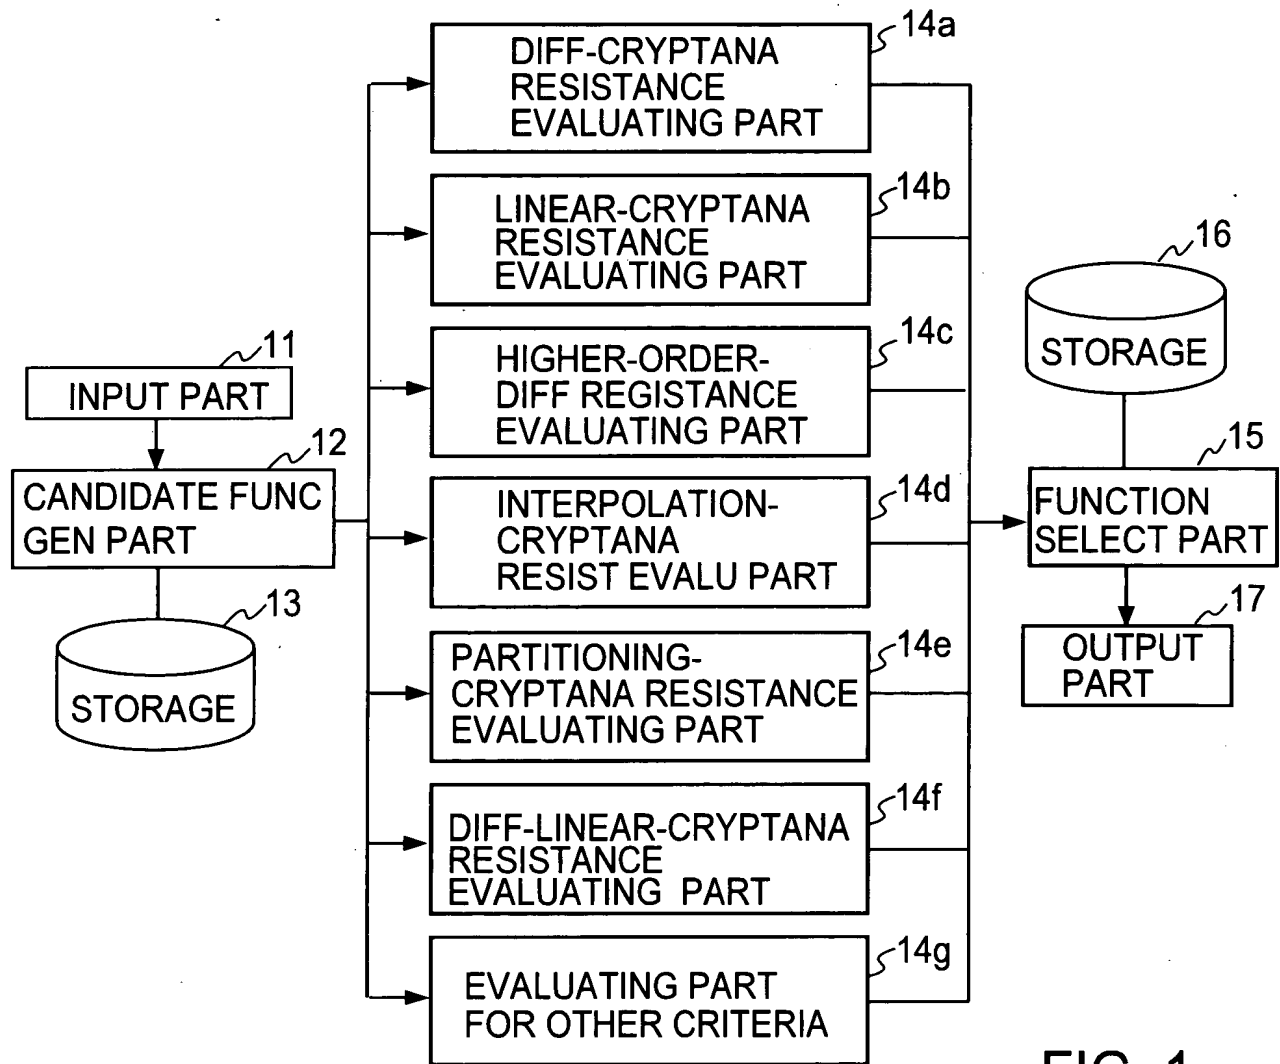 11
INPUT PART
12
CANDIDATE FUNC
GEN PART
13
STORAGE
14a
DIFF-CRYPTANA
RESISTANCE
EVALUATING PART
14b
LINEAR-CRYPTANA
RESISTANCE
EVALUATING PART
14c
HIGHER-ORDER-
DIFF REGISTANCE
EVALUATING PART
14d
INTERPOLATION-
CRYPTANA
RESIST EVALU PART
14e
PARTITIONING-
CRYPTANA RESISTANCE
EVALUATING PART
14f
DIFF-LINEAR-CRYPTANA
RESISTANCE
EVALUATING PART
14g
EVALUATING PART
FOR OTHER CRITERIA
16
STORAGE
15
FUNCTION
SELECT PART
17
OUTPUT
PART
FIG. 1